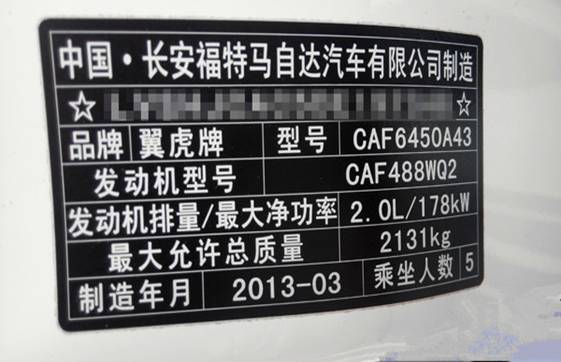 中国·长安福特马自达汽车有限公司制造
☆ ☆
品牌 翼虎牌 型号 CAF6450A43
发动机型号 CAF488WQ2
发动机排量/最大净功率 2.0L/178kW
最大允许总质量 2131kg
制造年月 2013-03 乘坐人数 5